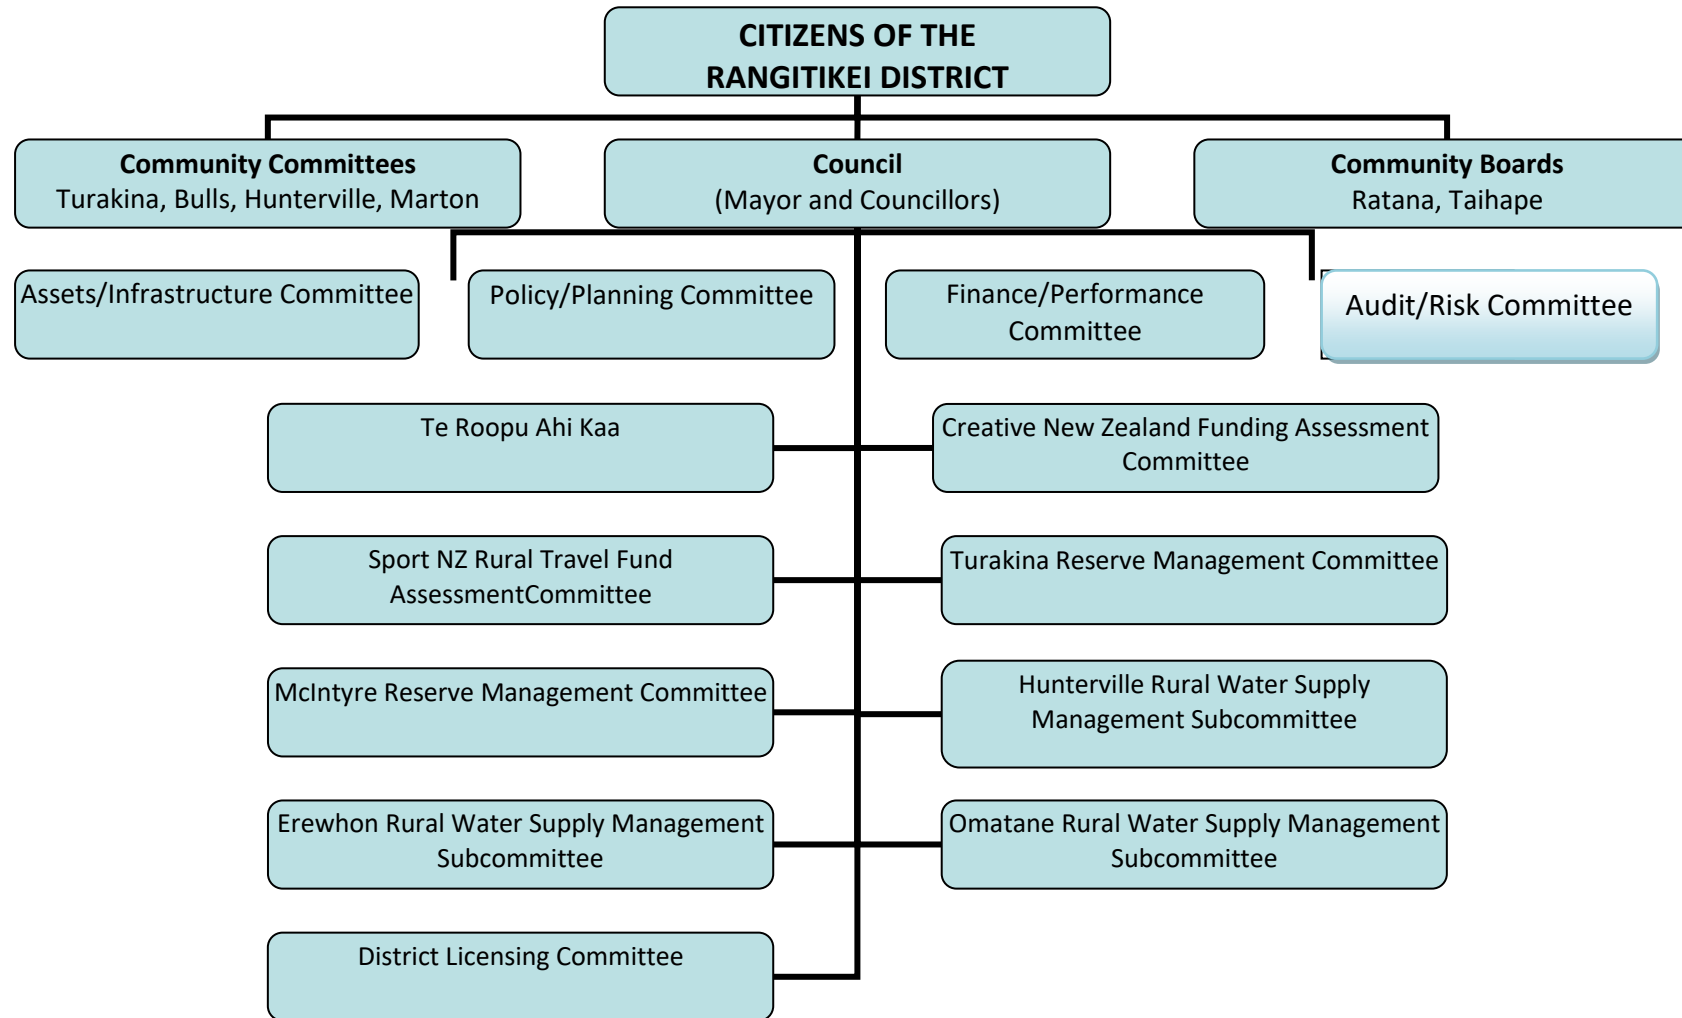 CITIZENS OF THE
RANGITIKEI DISTRICT
Community Committees
Turakina, Bulls, Hunterville, Marton
Council
(Mayor and Councillors)
Community Boards
Ratana, Taihape
Assets/Infrastructure Committee
Policy/Planning Committee
Finance/Performance
Committee
Audit/Risk Committee
Te Roopu Ahi Kaa
Creative New Zealand Funding Assessment
Committee
Sport NZ Rural Travel Fund
AssessmentCommittee
Turakina Reserve Management Committee
McIntyre Reserve Management Committee
Hunterville Rural Water Supply
Management Subcommittee
Erewhon Rural Water Supply Management
Subcommittee
Omatane Rural Water Supply Management
Subcommittee
District Licensing Committee